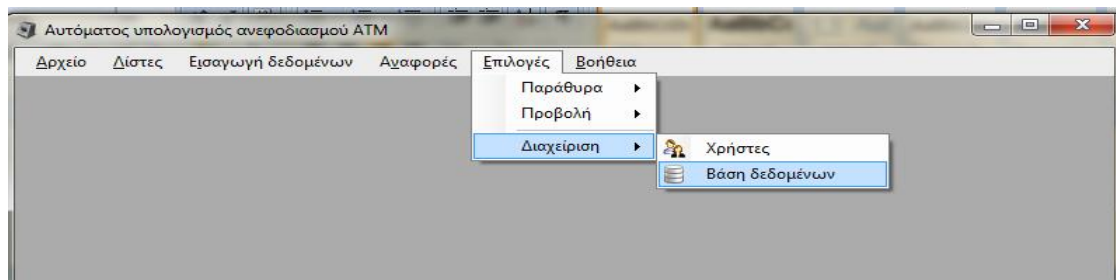 Αυτόματος υπολογισμός ανεφοδιασμού ATM
Αρχείο Λίστες Εισαγωγή δεδομένων Αναφορές Επιλογές Βοήθεια
Παράθυρα
Προβολή
Διαχείριση
Χρήστες
Βάση δεδομένων